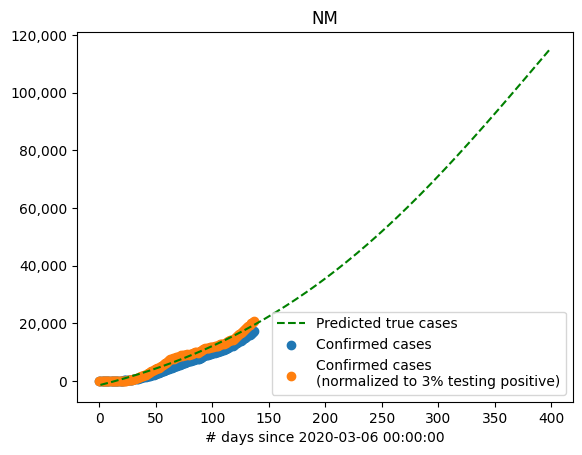 NM
120,000
100,000
80,000
60,000
40,000
20,000
0
0 50 100 150 200 250 300 350 400
# days since 2020-03-06 00:00:00
Predicted true cases
Confirmed cases
Confirmed cases
(normalized to 3% testing positive)